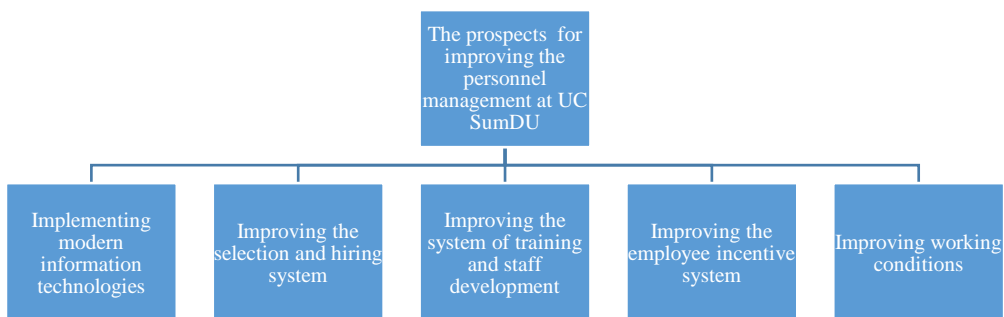 The prospects for
improving the
personnel
management at UC
SumDU
Implementing
modern
information
technologies
Improving the
selection and hiring
system
Improving the
system of training
and staff
development
Improving the
employee incentive
system
Improving working
conditions